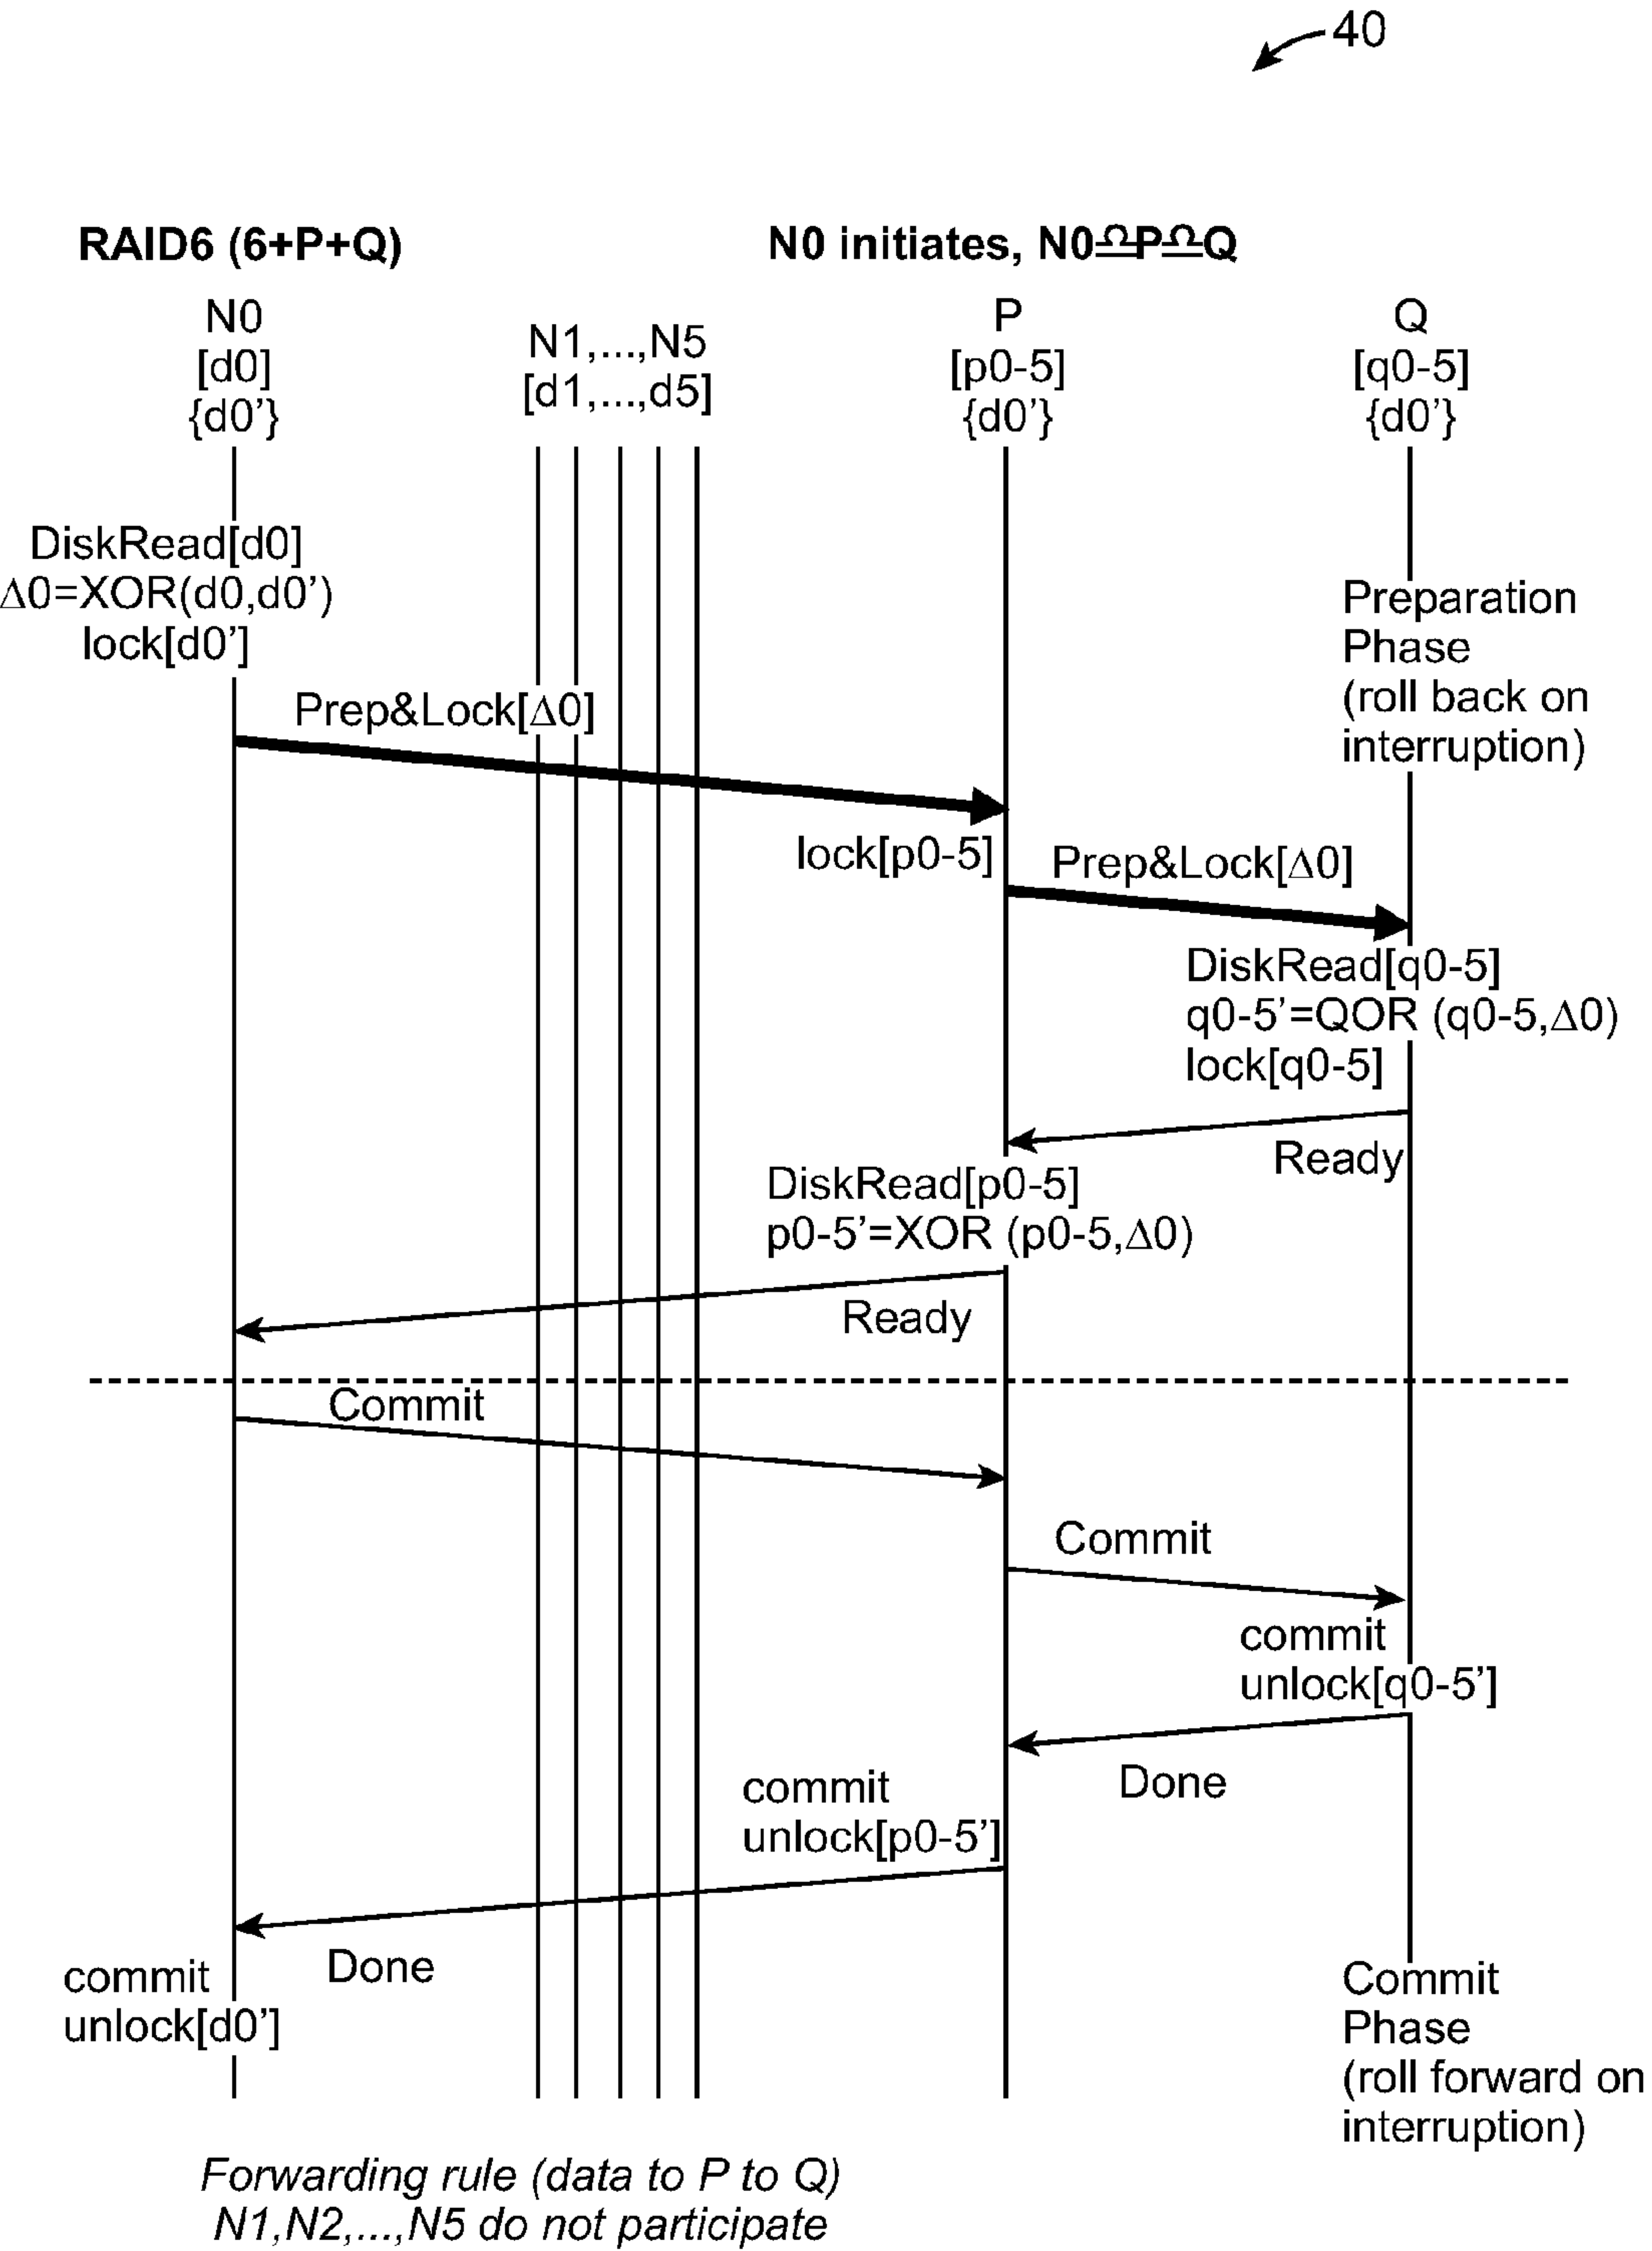 40
RAID6 (6+P+Q)
N0 initiates, N0♎P♎Q
N0
[d0]
{d0’}
N1,...,N5
[d1,...,d5]
P
[p0-5]
{d0’}
Q
[q0-5]
{d0’}
DiskRead[d0]
Δ0=XOR(d0,d0’)
lock[d0’]
Preparation
Phase
(roll back on
interruption)
Prep&Lock[Δ0]
lock[p0-5]
Prep&Lock[Δ0]
DiskRead[q0-5]
q0-5’=QOR (q0-5,Δ0)
lock[q0-5]
Ready
DiskRead[p0-5]
p0-5’=XOR (p0-5,Δ0)
Ready
Commit
Commit
commit
unlock[q0-5’]
Done
commit
unlock[p0-5’]
Done
commit
unlock[d0’]
Commit
Phase
(roll forward on
interruption)
Forwarding rule (data to P to Q)
N1,N2,...,N5 do not participate